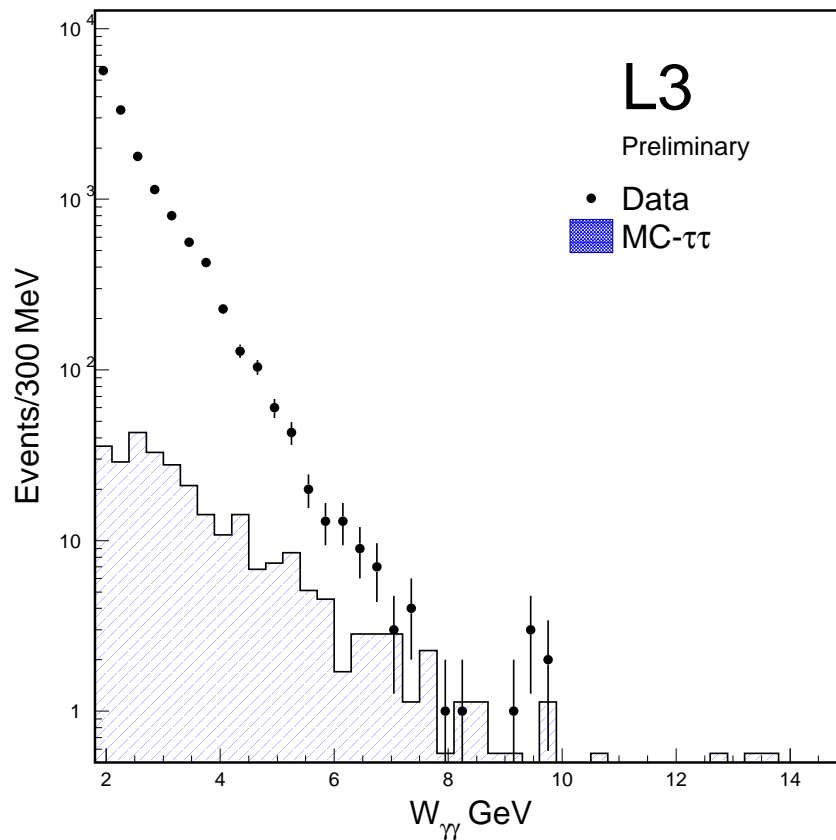 L3
Preliminary
Data
MC-ττ
Events/300 MeV
10⁴
10³
10²
10
1
2 4 6 8 10 12 14
W_γγ GeV